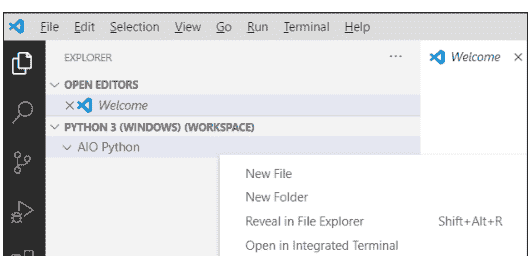 File Edit Selection View Go Run Terminal Help
EXPLORER ... Welcome ×
OPEN EDITORS
× Welcome
PYTHON 3 (WINDOWS) (WORKSPACE)
AIO Python
New File
New Folder
Reveal in File Explorer Shift+Alt+R
Open in Integrated Terminal